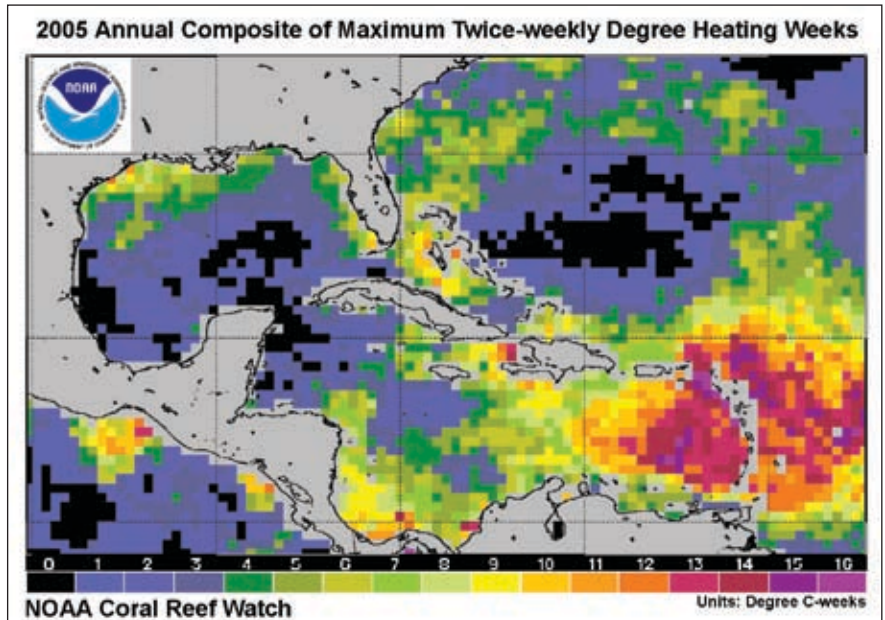 2005 Annual Composite of Maximum Twice-weekly Degree Heating Weeks
NOAA
0 1 2 3 4 5 6 7 8 9 10 11 12 13 14 15 16
NOAA Coral Reef Watch
Units: Degree C-weeks